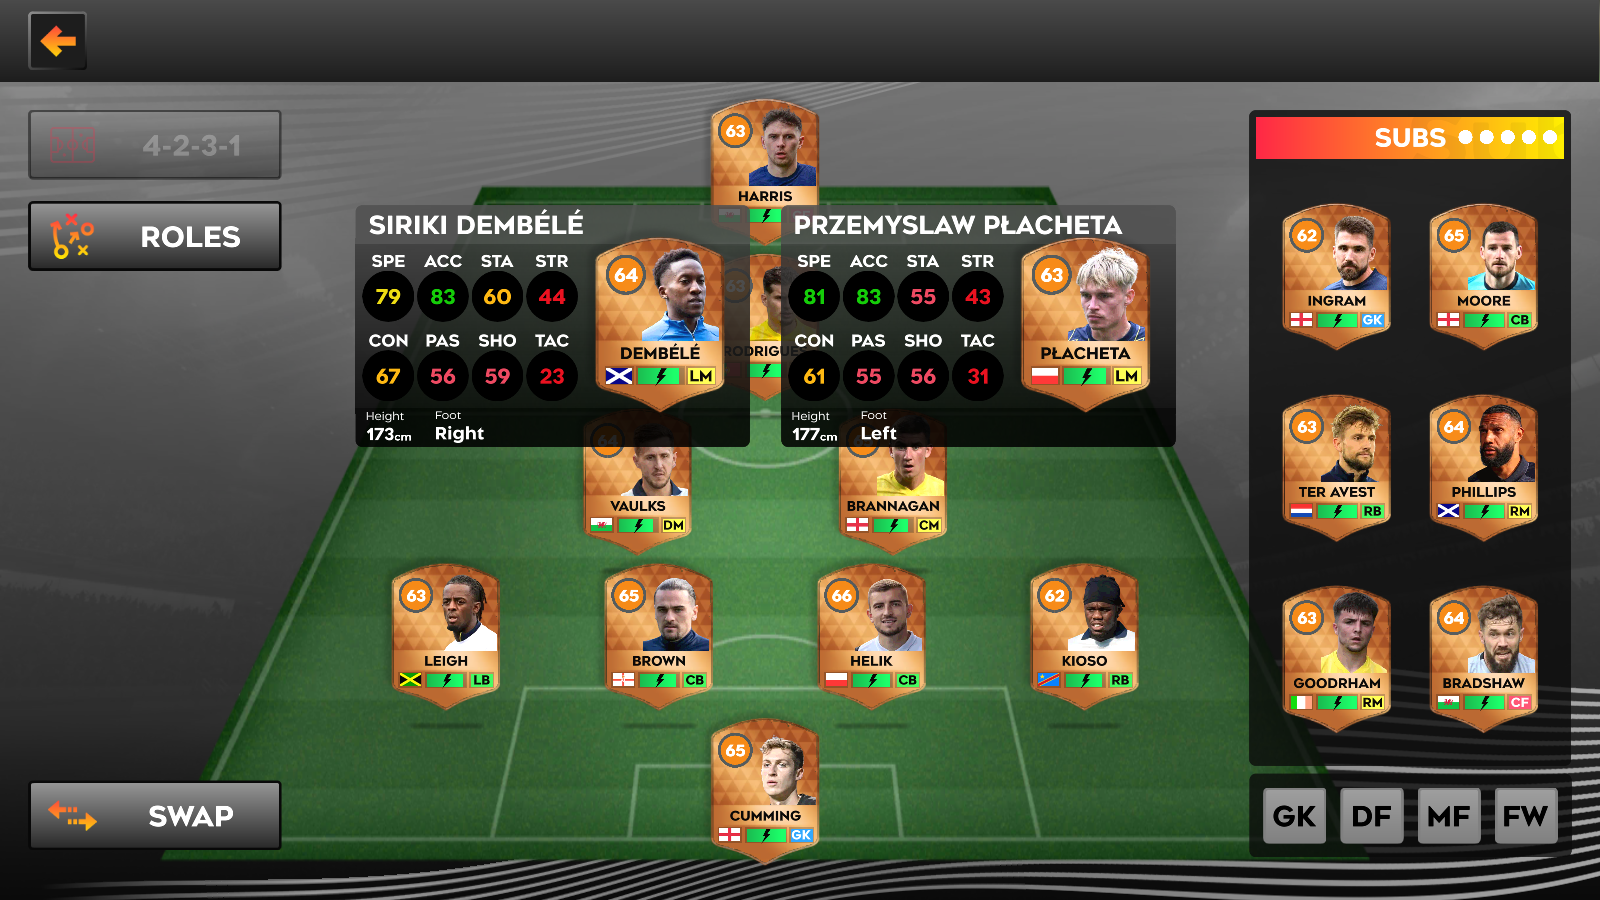 4-2-3-1
ROLES
SWAP
63
HARRIS
SIRIKI DEMBÉLÉ
SPE ACC STA STR
79 83 60 44
CON PAS SHO TAC
67 56 59 23
Height Foot
173cm Right
64
DEMBÉLÉ
LM
63
RODRIGUE
PRZEMYSLAW PŁACHETA
SPE ACC STA STR
81 83 55 43
CON PAS SHO TAC
61 55 56 31
Height Foot
177cm Left
63
PŁACHETA
LM
64
VAULKS
DM
BRANNAGAN
CM
63
LEIGH
LB
65
BROWN
CB
66
HELIK
CB
62
KIOSO
RB
65
CUMMING
GK
SUBS
62
INGRAM
GK
65
MOORE
CB
63
TER AVEST
RB
64
PHILLIPS
RM
63
GOODRHAM
RM
64
BRADSHAW
CF
GK DF MF FW